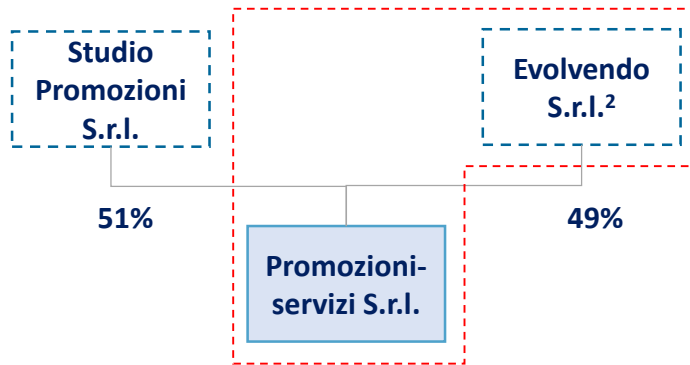 Studio
Promozioni
S.r.l.
Evolvendo
S.r.l.²
51%
49%
Promozioni-
servizi S.r.l.